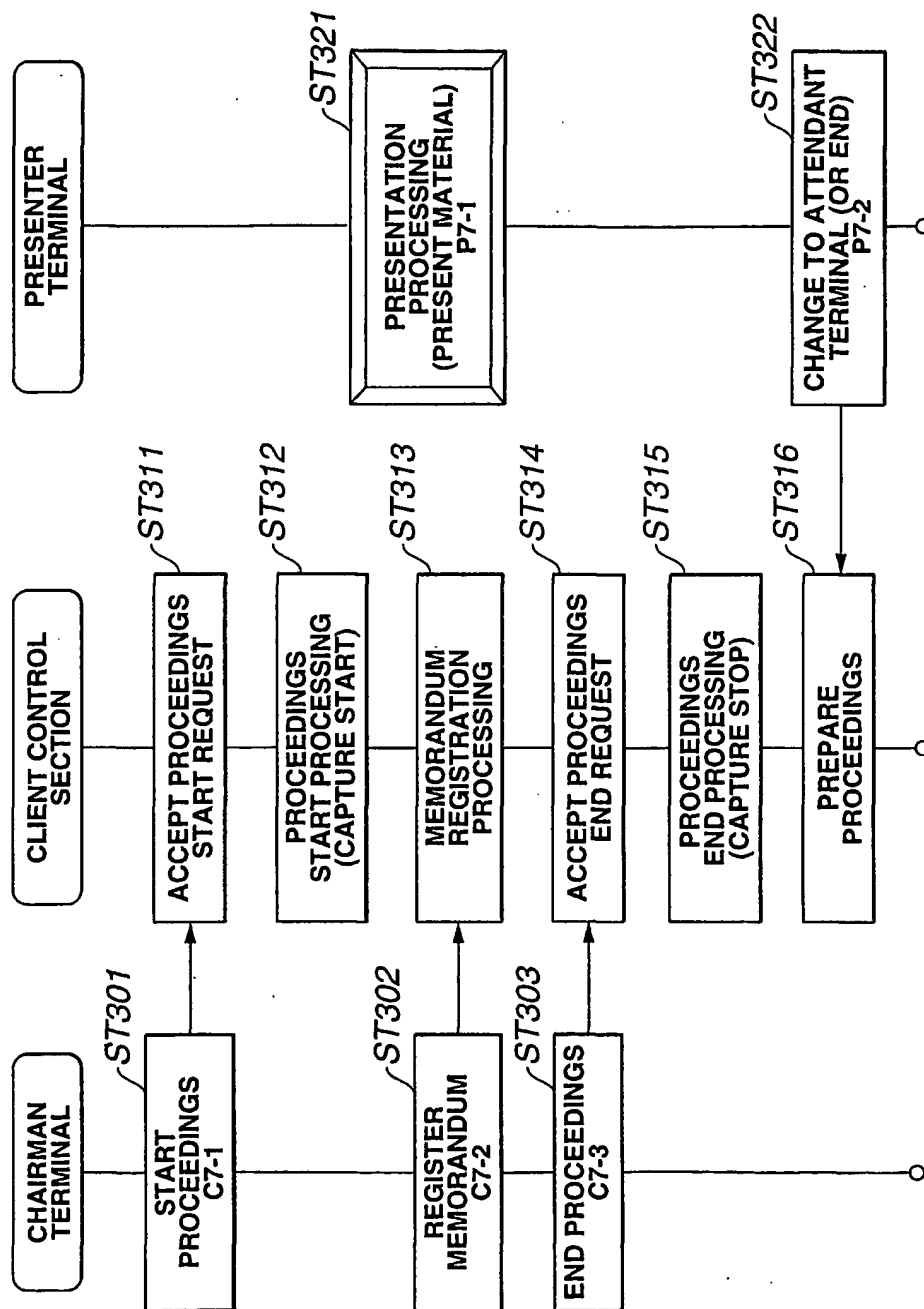 CHAIRMAN
TERMINAL
ST301
START
PROCEEDINGS
C7-1
ST302
REGISTER
MEMORANDUM
C7-2
ST303
END PROCEEDINGS
C7-3
CLIENT CONTROL
SECTION
ST311
ACCEPT PROCEEDINGS
START REQUEST
ST312
PROCEEDINGS
START PROCESSING
(CAPTURE START)
ST313
MEMORANDUM
REGISTRATION
PROCESSING
ST314
ACCEPT PROCEEDINGS
END REQUEST
ST315
PROCEEDINGS
END PROCESSING
(CAPTURE STOP)
ST316
PREPARE
PROCEEDINGS
PRESENTER
TERMINAL
ST321
PRESENTATION
PROCESSING
(PRESENT MATERIAL)
P7-1
ST322
CHANGE TO ATTENDANT
TERMINAL (OR END)
P7-2